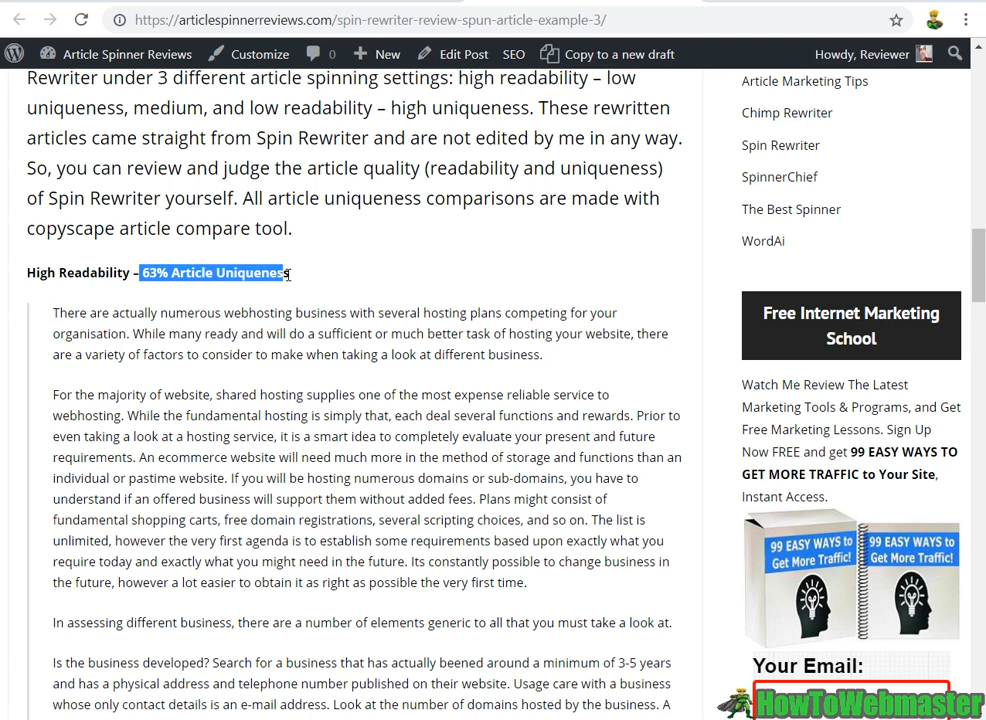 https://articlespinnerreviews.com/spin-rewriter-review-spun-article-example-3/
Article Spinner Reviews Customize 0 New Edit Post SEO Copy to a new draft Howdy, Reviewer
Rewriter under 3 different article spinning settings: high readability – low
uniqueness, medium, and low readability – high uniqueness. These rewritten
articles came straight from Spin Rewriter and are not edited by me in any way.
So, you can review and judge the article quality (readability and uniqueness)
of Spin Rewriter yourself. All article uniqueness comparisons are made with
copyscape article compare tool.
High Readability – 63% Article Uniqueness
There are actually numerous webhosting business with several hosting plans competing for your
organisation. While many ready and will do a sufficient or much better task of hosting your website, there
are a variety of factors to consider to make when taking a look at different business.
For the majority of website, shared hosting supplies one of the most expense reliable service to
webhosting. While the fundamental hosting is simply that, each deal several functions and rewards. Prior to
even taking a look at a hosting service, it is a smart idea to completely evaluate your present and future
requirements. An ecommerce website will need much more in the method of storage and functions than an
individual or pastime website. If you will be hosting numerous domains or sub-domains, you have to
understand if an offered business will support them without added fees. Plans might consist of
fundamental shopping carts, free domain registrations, several scripting choices, and so on. The list is
unlimited, however the very first agenda is to establish some requirements based upon exactly what you
require today and exactly what you might need in the future. Its constantly possible to change business in
the future, however a lot easier to obtain it as right as possible the very first time.
In assessing different business, there are a number of elements generic to all that you must take a look at.
Is the business developed? Search for a business that has actually beened around a minimum of 3-5 years
and has a physical address and telephone number published on their website. Usage care with a business
whose only contact details is an e-mail address. Look at the number of domains hosted by the business. A
Article Marketing Tips
Chimp Rewriter
Spin Rewriter
SpinnerChief
The Best Spinner
WordAi
Free Internet Marketing
School
Watch Me Review The Latest
Marketing Tools & Programs, and Get
Free Marketing Lessons. Sign Up
Now FREE and get 99 EASY WAYS TO
GET MORE TRAFFIC to Your Site,
Instant Access.
99 EASY WAYS to
Get More Traffic!
99 EASY WAYS to
Get More Traffic!
Your Email:
HowToWebmaster